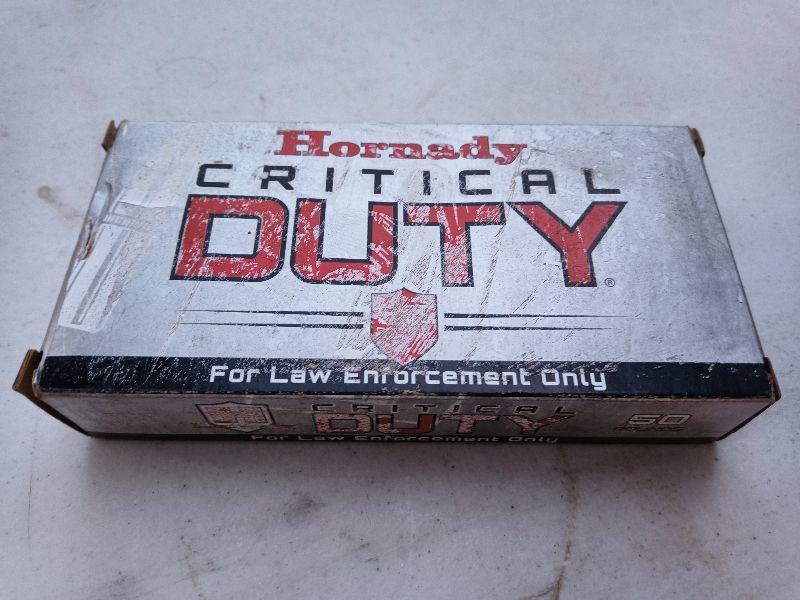 Hornady
CRITICAL
DUTY®
For Law Enforcement Only
CRITICAL
DUTY
50
For Law Enforcement Only